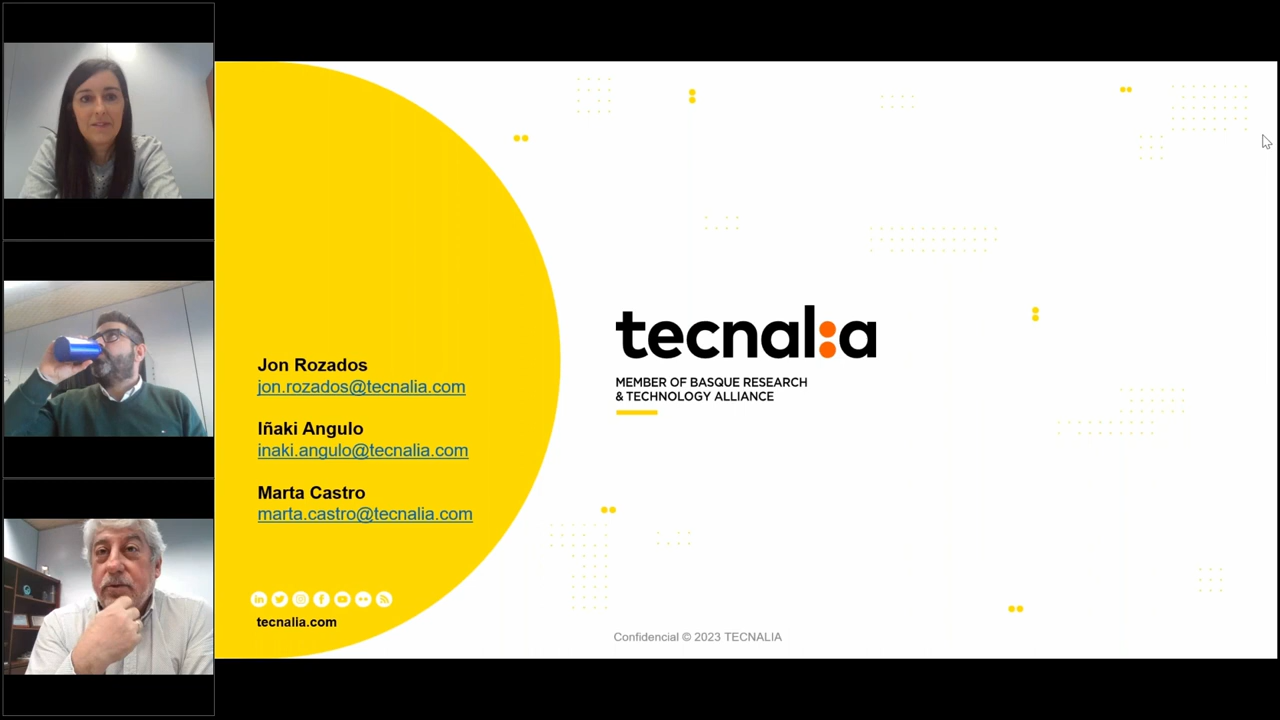 Jon Rozados
jon.rozados@tecnalia.com
Iñaki Angulo
inaki.angulo@tecnalia.com
Marta Castro
marta.castro@tecnalia.com
tecnalia.com
tecnal:a
MEMBER OF BASQUE RESEARCH
& TECHNOLOGY ALLIANCE
Confidencial © 2023 TECNALIA